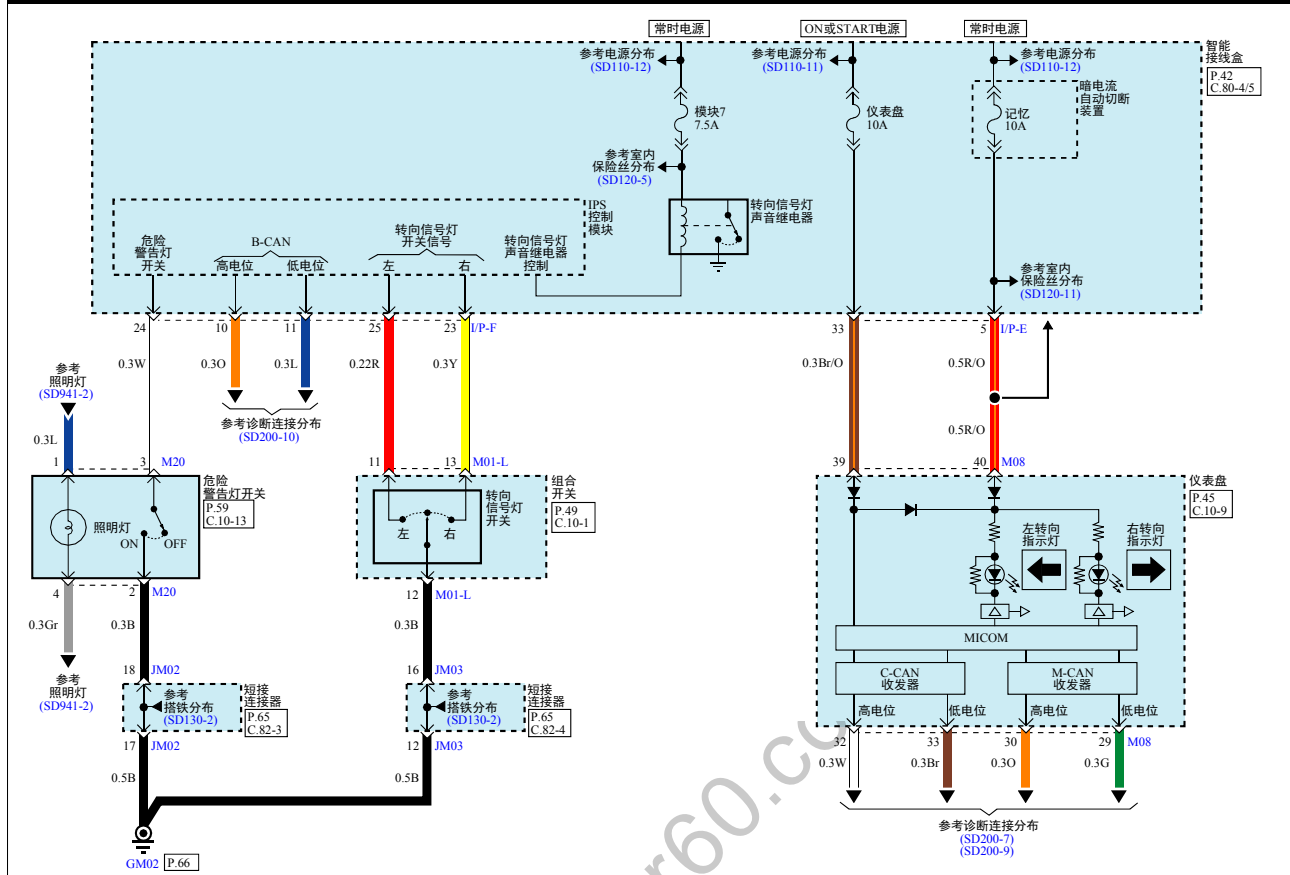 常时电源
ON或START电源
常时电源
参考电源分布
(SD110-12)
参考电源分布
(SD110-11)
参考电源分布
(SD110-12)
智能
接线盒
P.42
C.80-4/5
模块7
7.5A
仪表盘
10A
记忆
10A
暗电流
自动切断
装置
参考室内
保险丝分布
(SD120-5)
转向信号灯
声音继电器
IPS
控制
模块
危险
警告灯
开关
B-CAN
高电位
低电位
转向信号灯
开关信号
左
右
转向信号灯
声音继电器
控制
参考室内
保险丝分布
(SD120-11)
24
10
11
25
23
I/P-F
33
5
I/P-E
0.3W
0.3O
0.3L
0.22R
0.3Y
0.3Br/O
0.5R/O
参考
照明灯
(SD941-2)
参考诊断连接分布
(SD200-10)
0.5R/O
0.3L
1
3
M20
11
13
M01-L
39
40
M08
危险
警告灯开关
P.59
C.10-13
照明灯
ON
OFF
组合
开关
P.49
C.10-1
转向
信号灯
开关
左
右
仪表盘
P.45
C.10-9
左转向
指示灯
右转向
指示灯
MICOM
C-CAN
收发器
M-CAN
收发器
高电位
低电位
高电位
低电位
4
2
M20
12
M01-L
0.3Gr
0.3B
0.3B
参考
照明灯
(SD941-2)
18
JM02
16
JM03
参考
搭铁分布
(SD130-2)
短接
连接器
P.65
C.82-3
参考
搭铁分布
(SD130-2)
短接
连接器
P.65
C.82-4
17
JM02
12
JM03
0.5B
0.5B
32
33
30
29
M08
0.3W
0.3Br
0.3O
0.3G
参考诊断连接分布
(SD200-7)
(SD200-9)
GM02
P.66
r60.co